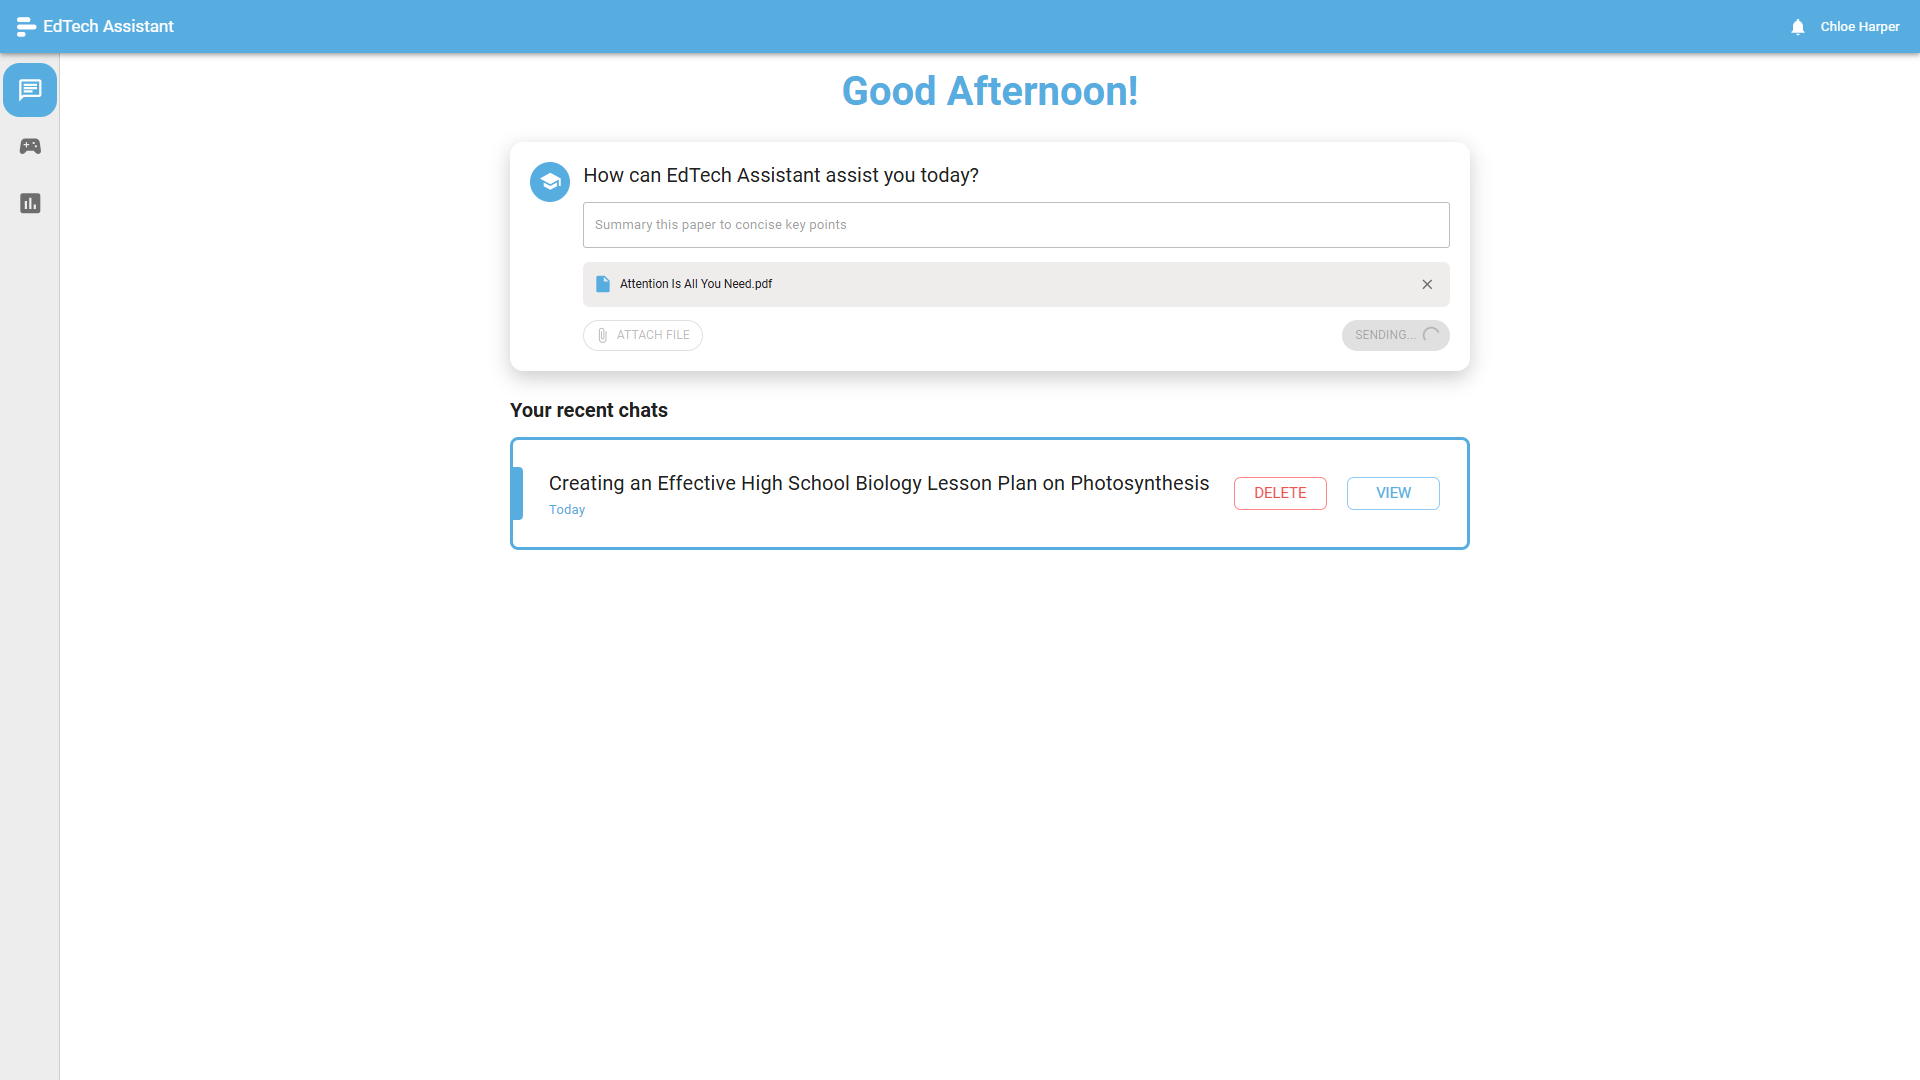 EdTech Assistant
Chloe Harper
Good Afternoon!
How can EdTech Assistant assist you today?
Summary this paper to concise key points
Attention Is All You Need.pdf
ATTACH FILE
SENDING...
Your recent chats
Creating an Effective High School Biology Lesson Plan on Photosynthesis
Today
DELETE
VIEW